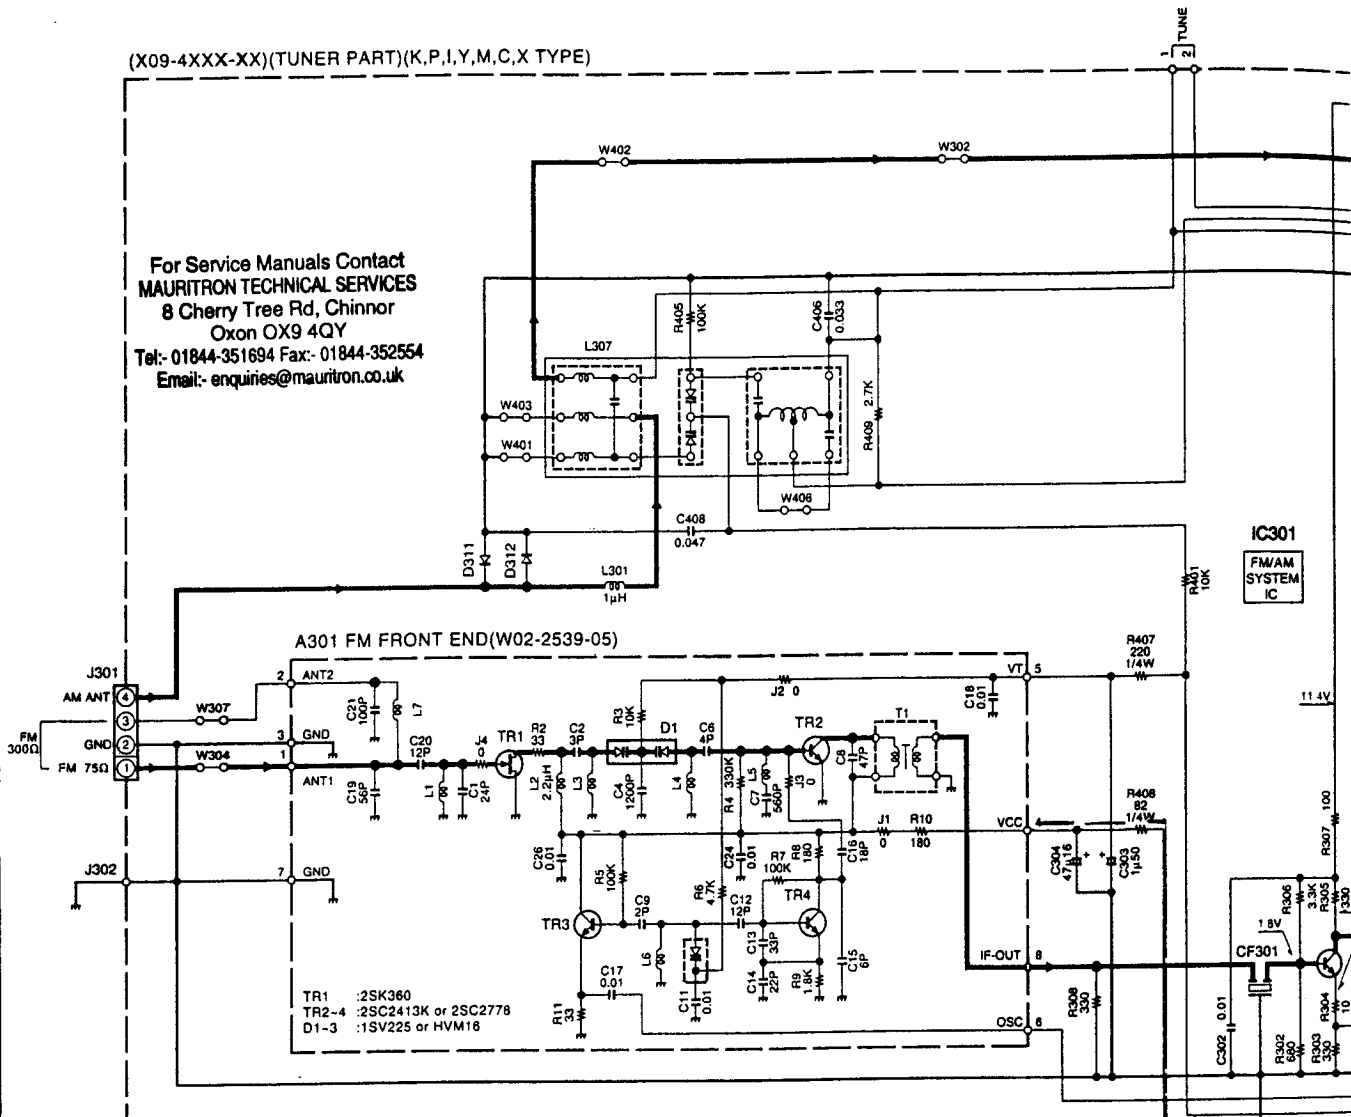 (X09-4XXX-XX)(TUNER PART)(K,P,I,Y,M,C,X TYPE)
TUNE
1
2
W402
W302
For Service Manuals Contact
MAURITRON TECHNICAL SERVICES
8 Cherry Tree Rd, Chinnor
Oxon OX9 4QY
Tel:- 01844-351694 Fax:- 01844-352554
Email:- enquiries@mauritron.co.uk
L307
R405
100K
C406
0.033
W403
W401
R409 2.7K
W406
C408
0.047
D311
D312
L301
1μH
R401
10K
IC301
FM/AM
SYSTEM
IC
A301 FM FRONT END(W02-2539-05)
R407
220
1/4W
J301
AM ANT
4
3
GND
2
FM 75Ω
1
FM
300Ω
W307
W304
2
ANT2
3
GND
1
ANT1
C21
100P
L7
C20
12P
C19
56P
L1
C1
24P
J4
0
TR1
R2
33
C2
3P
L2
2.2μH
L3
R3
10K
D1
C4
1200P
L4
C6
4P
R4 330K
L5
C7
560P
J2 0
TR2
J3
0
C8
47P
T1
C18
0.01
VT
5
11.4V
VCC
4
R408
82
1/4W
J1
0
R10
180
C304
47μ16
C303
1μ50
R307
100
J302
7
GND
C26
0.01
R5
100K
C24
0.01
R7
100K
R8
180
C16
18P
R6
4.7K
TR3
C9
2P
C12
12P
TR4
L6
C13
33P
C14
22P
R9
1.8K
C15
6P
C17
0.01
C11
0.01
R11
33
IF-OUT
8
OSC
6
TR1 :2SK360
TR2~4 :2SC2413K or 2SC2778
D1-3 :1SV225 or HVM16
R308
330
CF301
1.8V
R306
3.3K
R305
330
R304
10
C302 0.01
R302
680
R303
330